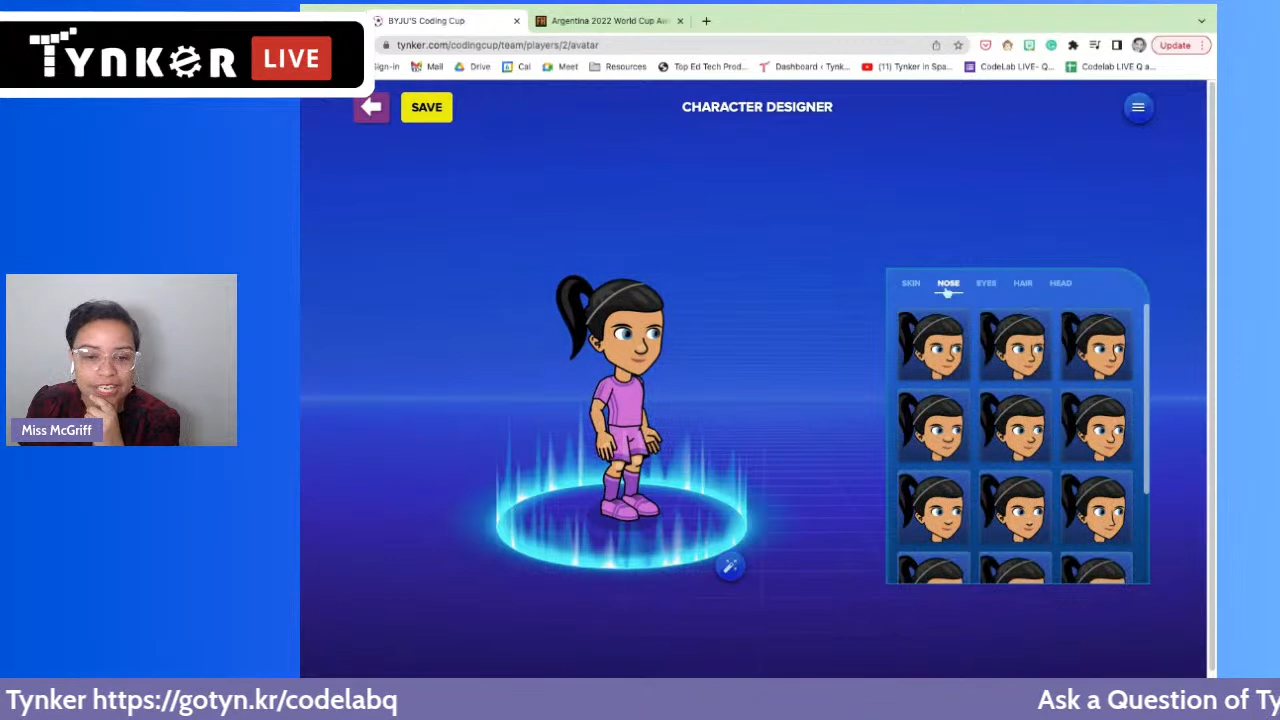 TYNKER LIVE
BYJU'S Coding Cup
Argentina 2022 World Cup Aw
tynker.com/codingcup/team/players/2/avatar
Update
Sign-in
Mail
Drive
Cal
Meet
Resources
Top Ed Tech Prod...
Dashboard ‹ Tynk...
(11) Tynker in Spa...
CodeLab LIVE- Q...
Codelab LIVE Q a...
SAVE
CHARACTER DESIGNER
SKIN NOSE EYES HAIR HEAD
Miss McGriff
Tynker https://gotyn.kr/codelabq
Ask a Question of Ty